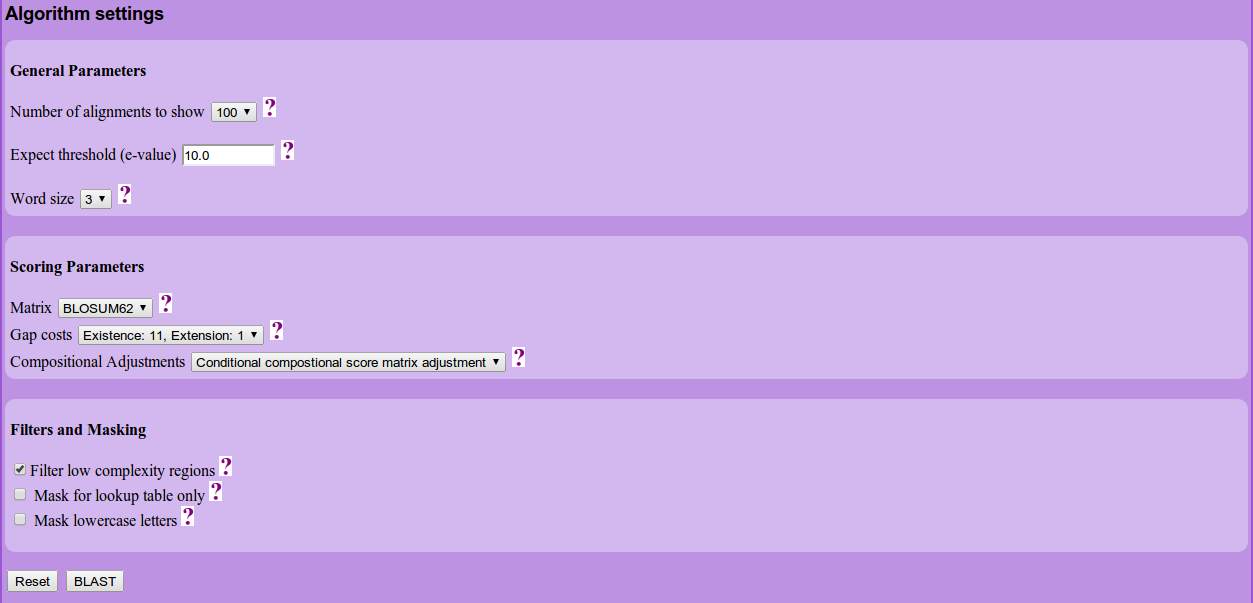 Algorithm settings
General Parameters
Number of alignments to show 100 ▼ ?
Expect threshold (e-value) 10.0 ?
Word size 3 ▼ ?
Scoring Parameters
Matrix BLOSUM62 ▼ ?
Gap costs Existence: 11, Extension: 1 ▼ ?
Compositional Adjustments Conditional compostional score matrix adjustment ▼ ?
Filters and Masking
Filter low complexity regions ?
Mask for lookup table only ?
Mask lowercase letters ?
Reset BLAST